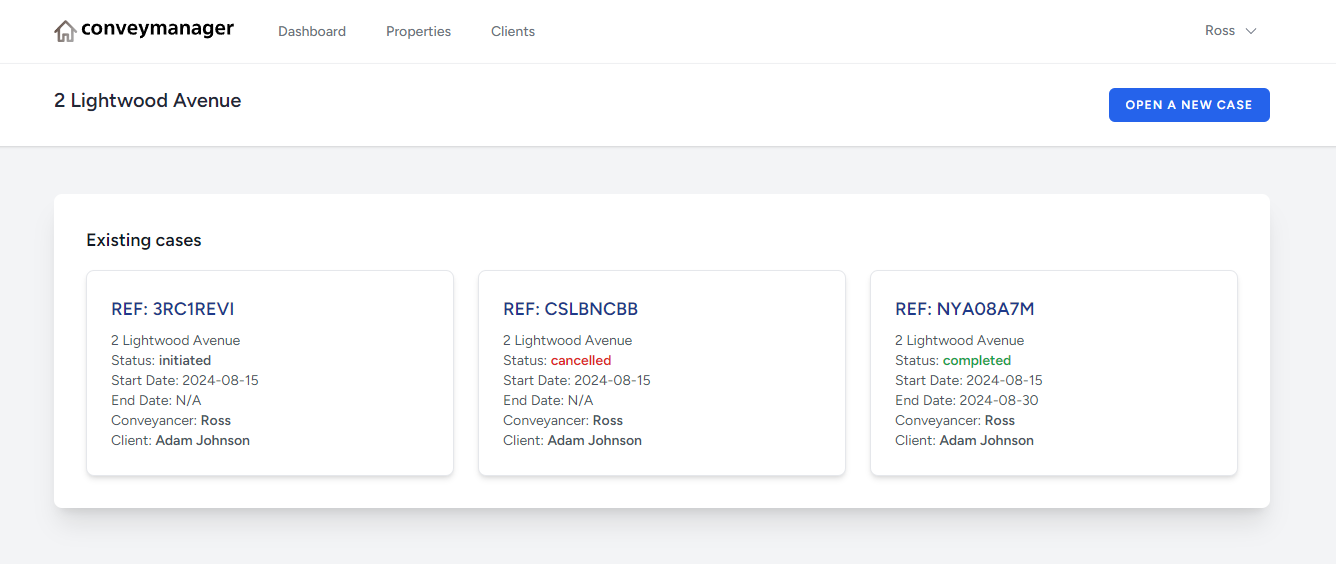 conveymanager
Dashboard
Properties
Clients
Ross
2 Lightwood Avenue
OPEN A NEW CASE
Existing cases
REF: 3RC1REVI
2 Lightwood Avenue
Status: initiated
Start Date: 2024-08-15
End Date: N/A
Conveyancer: Ross
Client: Adam Johnson
REF: CSLBNCBB
2 Lightwood Avenue
Status: cancelled
Start Date: 2024-08-15
End Date: N/A
Conveyancer: Ross
Client: Adam Johnson
REF: NYA08A7M
2 Lightwood Avenue
Status: completed
Start Date: 2024-08-15
End Date: 2024-08-30
Conveyancer: Ross
Client: Adam Johnson